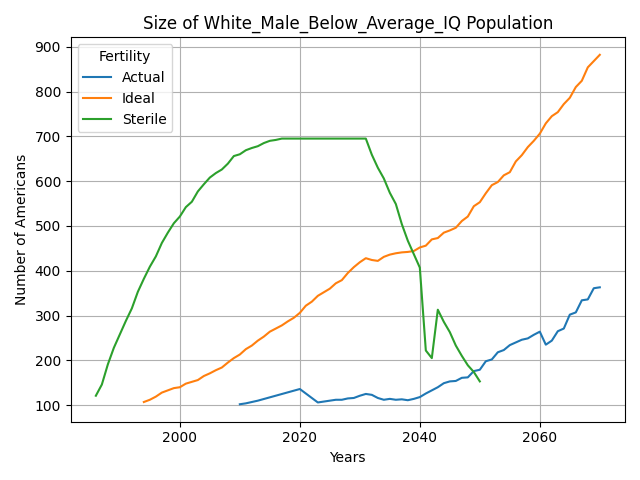 Size of White_Male_Below_Average_IQ Population
Fertility
Actual
Ideal
Sterile
Number of Americans
900
800
700
600
500
400
300
200
100
2000
2020
2040
2060
Years